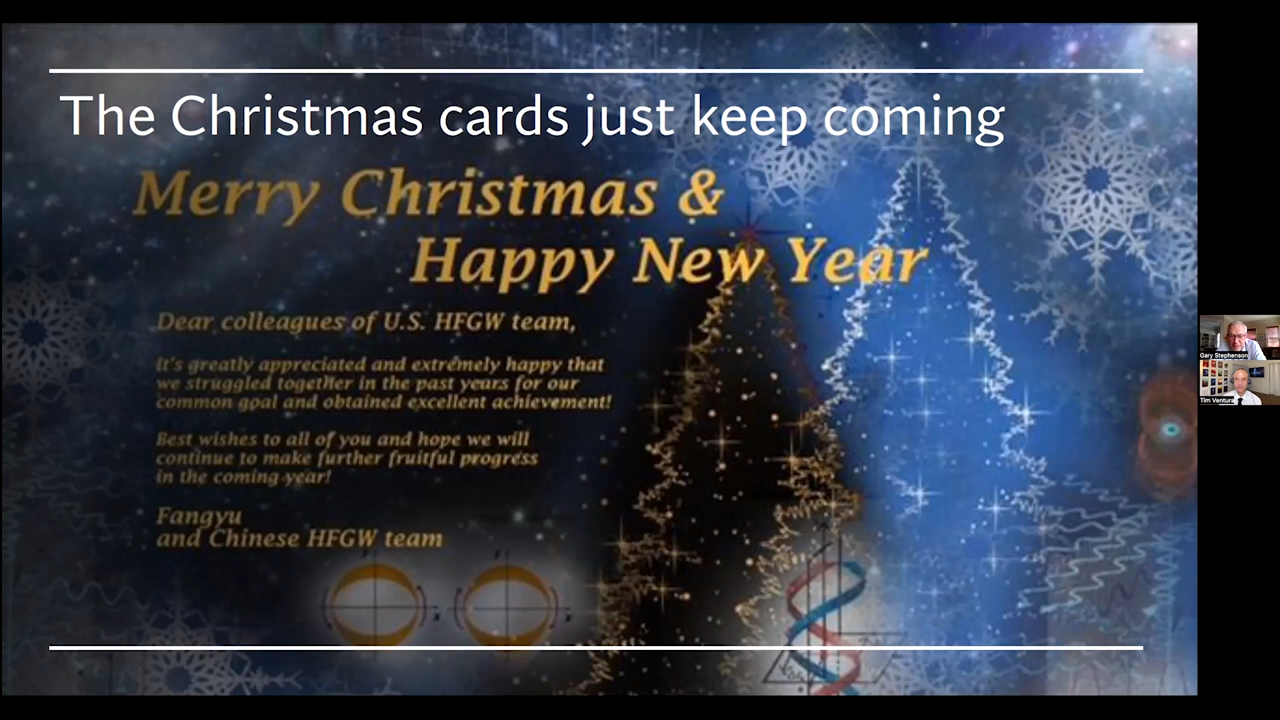 The Christmas cards just keep coming
Merry Christmas &
Happy New Year
Dear colleagues of U.S. HFGW team,
It's greatly appreciated and extremely happy that
we struggled together in the past years for our
common goal and obtained excellent achievement!
Best wishes to all of you and hope we will
continue to make further fruitful progress
in the coming year!
Fangyu
and Chinese HFGW team
x
x
Gary Stephenson
Tim Ventura